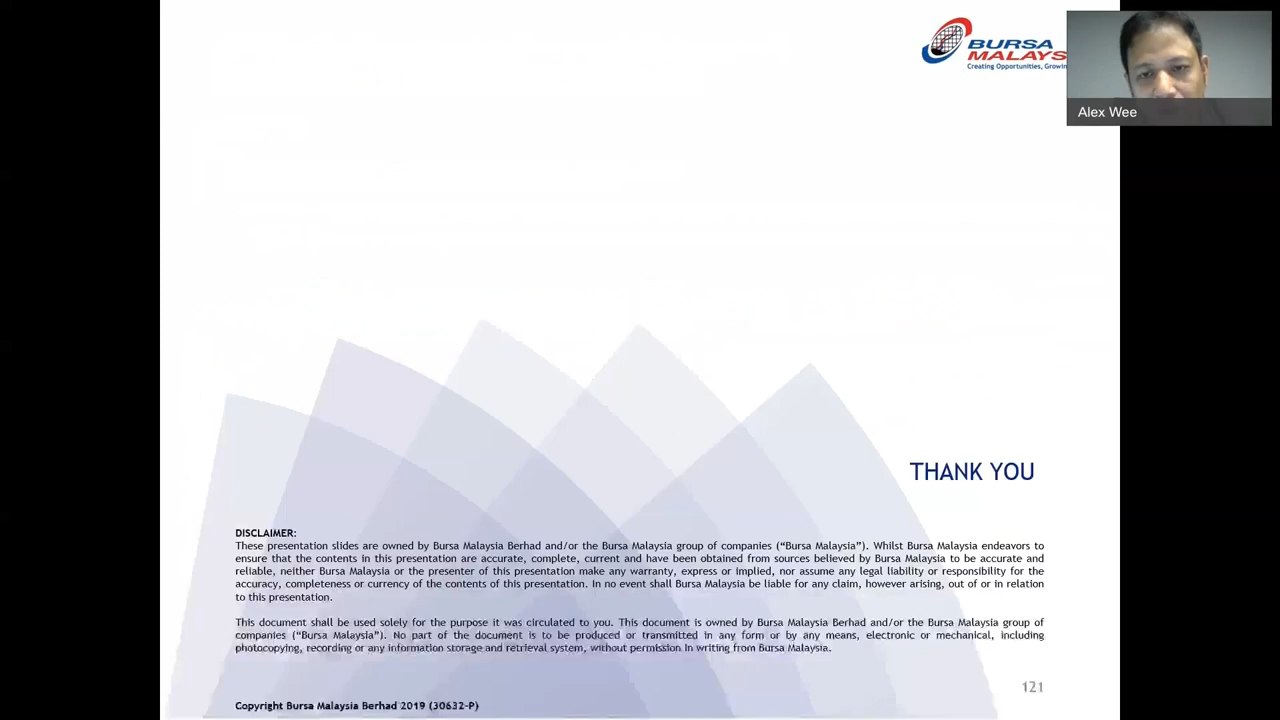 BURSA
MALAYS
Creating Opportunities, Growin
Alex Wee
THANK YOU
DISCLAIMER:
These presentation slides are owned by Bursa Malaysia Berhad and/or the Bursa Malaysia group of companies (“Bursa Malaysia”). Whilst Bursa Malaysia endeavors to
ensure that the contents in this presentation are accurate, complete, current and have been obtained from sources believed by Bursa Malaysia to be accurate and
reliable, neither Bursa Malaysia or the presenter of this presentation make any warranty, express or implied, nor assume any legal liability or responsibility for the
accuracy, completeness or currency of the contents of this presentation. In no event shall Bursa Malaysia be liable for any claim, however arising, out of or in relation
to this presentation.
This document shall be used solely for the purpose it was circulated to you. This document is owned by Bursa Malaysia Berhad and/or the Bursa Malaysia group of
companies (“Bursa Malaysia”). No part of the document is to be produced or transmitted in any form or by any means, electronic or mechanical, including
photocopying, recording or any information storage and retrieval system, without permission in writing from Bursa Malaysia.
121
Copyright Bursa Malaysia Berhad 2019 (30632-P)